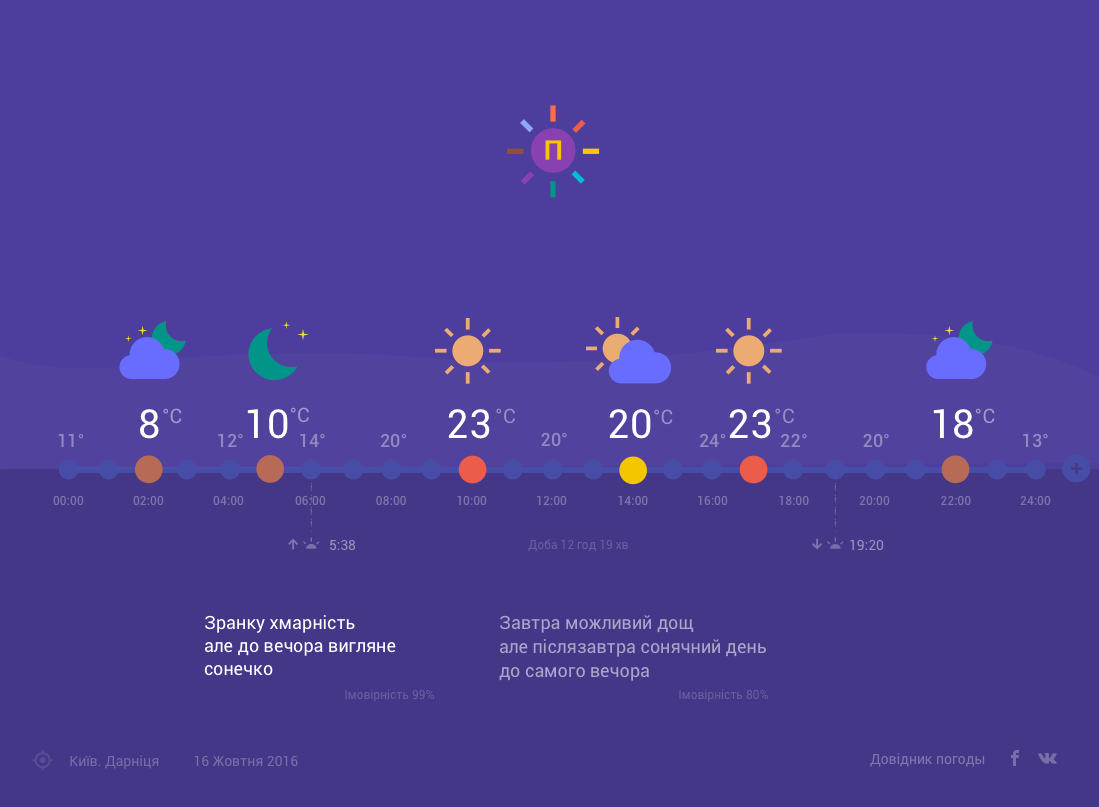 П
8°C
10°C
23°C
20°C
23°C
18°C
11°
12°
14°
20°
20°
24°
22°
20°
13°
+
00:00
02:00
04:00
06:00
08:00
10:00
12:00
14:00
16:00
18:00
20:00
22:00
24:00
5:38
Доба 12 год 19 хв
19:20
Зранку хмарність
але до вечора вигляне
сонечко
Імовірність 99%
Завтра можливий дощ
але післязавтра сонячний день
до самого вечора
Імовірність 80%
Київ. Дарніця
16 Жовтня 2016
Довідник погоды